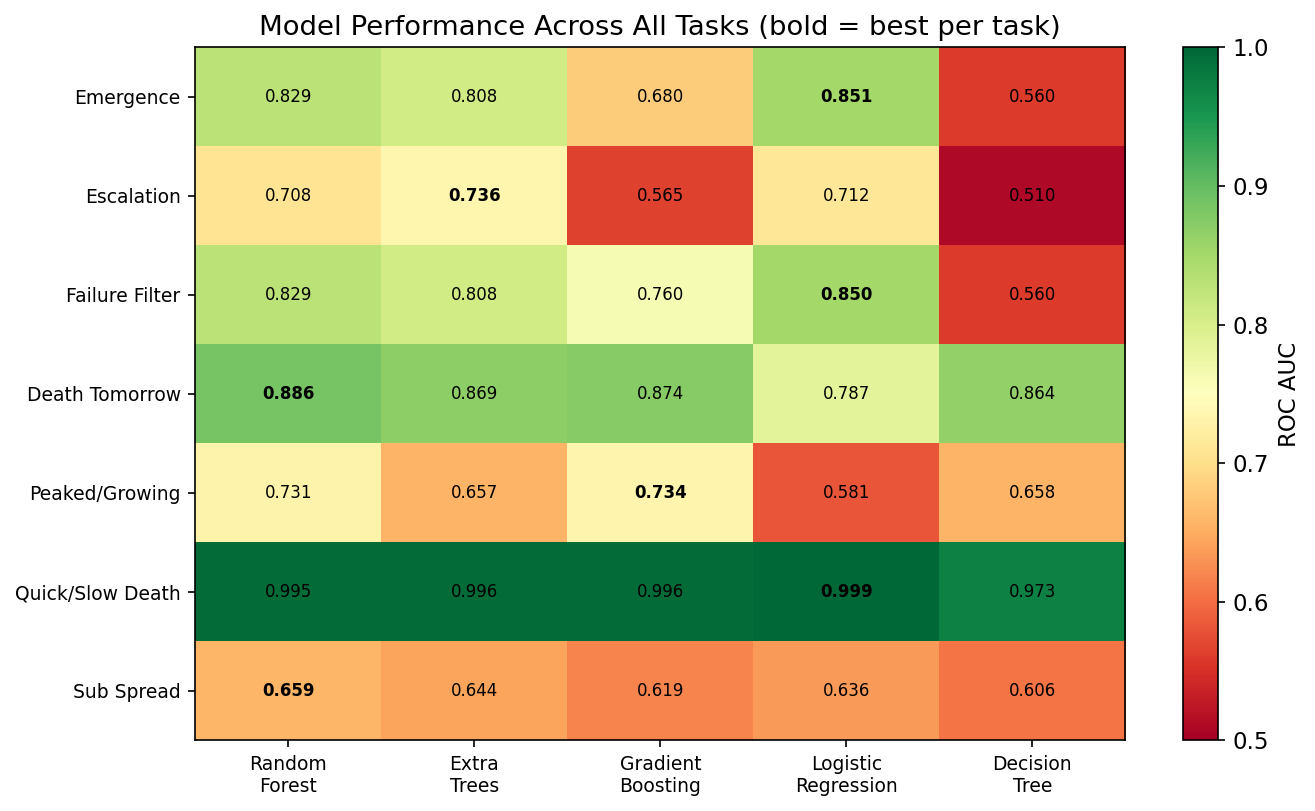 Model Performance Across All Tasks (bold = best per task)
Emergence 0.829 0.808 0.680 0.851 0.560
Escalation 0.708 0.736 0.565 0.712 0.510
Failure Filter 0.829 0.808 0.760 0.850 0.560
Death Tomorrow 0.886 0.869 0.874 0.787 0.864
Peaked/Growing 0.731 0.657 0.734 0.581 0.658
Quick/Slow Death 0.995 0.996 0.996 0.999 0.973
Sub Spread 0.659 0.644 0.619 0.636 0.606
Random Forest
Extra Trees
Gradient Boosting
Logistic Regression
Decision Tree
1.0
0.9
0.8
0.7
0.6
0.5
ROC AUC